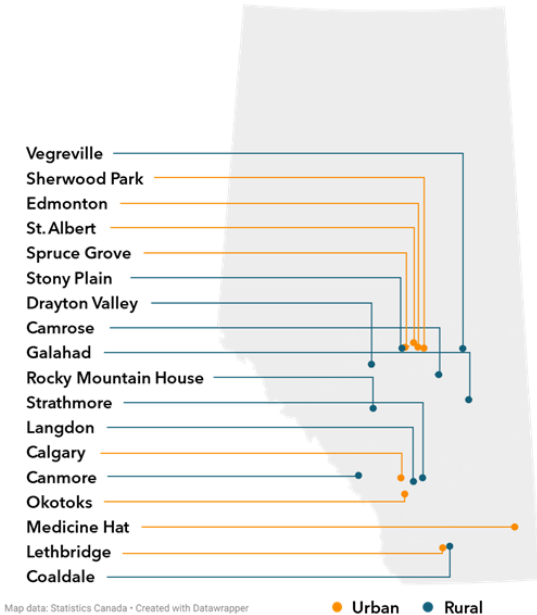 Vegreville
Sherwood Park
Edmonton
St. Albert
Spruce Grove
Stony Plain
Drayton Valley
Camrose
Galahad
Rocky Mountain House
Strathmore
Langdon
Calgary
Canmore
Okotoks
Medicine Hat
Lethbridge
Coaldale
Map data: Statistics Canada • Created with Datawrapper
Urban Rural